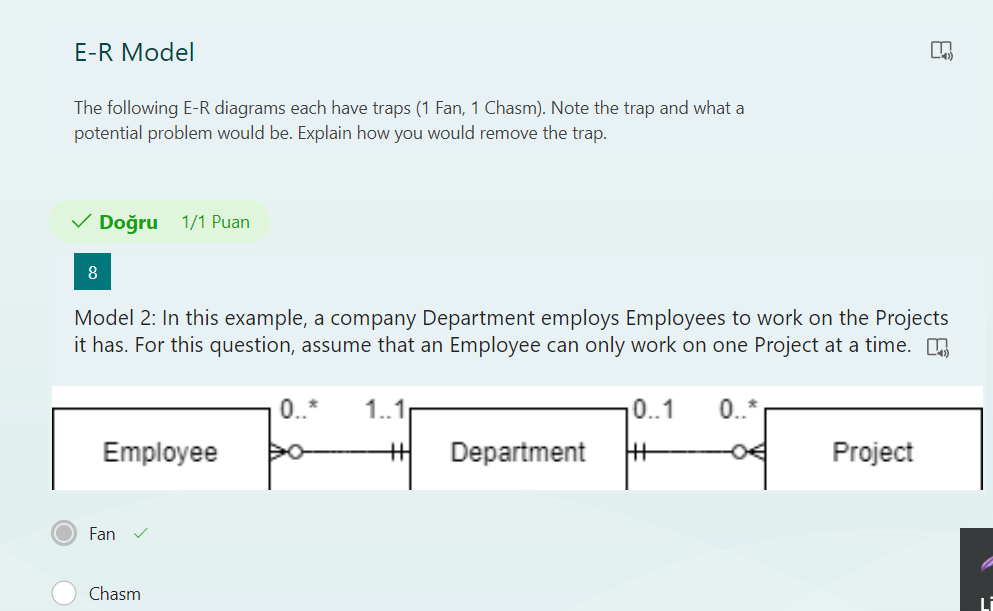 E-R Model
The following E-R diagrams each have traps (1 Fan, 1 Chasm). Note the trap and what a
potential problem would be. Explain how you would remove the trap.
Doğru 1/1 Puan
8
Model 2: In this example, a company Department employs Employees to work on the Projects
it has. For this question, assume that an Employee can only work on one Project at a time.
0..* 1..1 0..1 0..*
Employee Department Project
Fan
Chasm